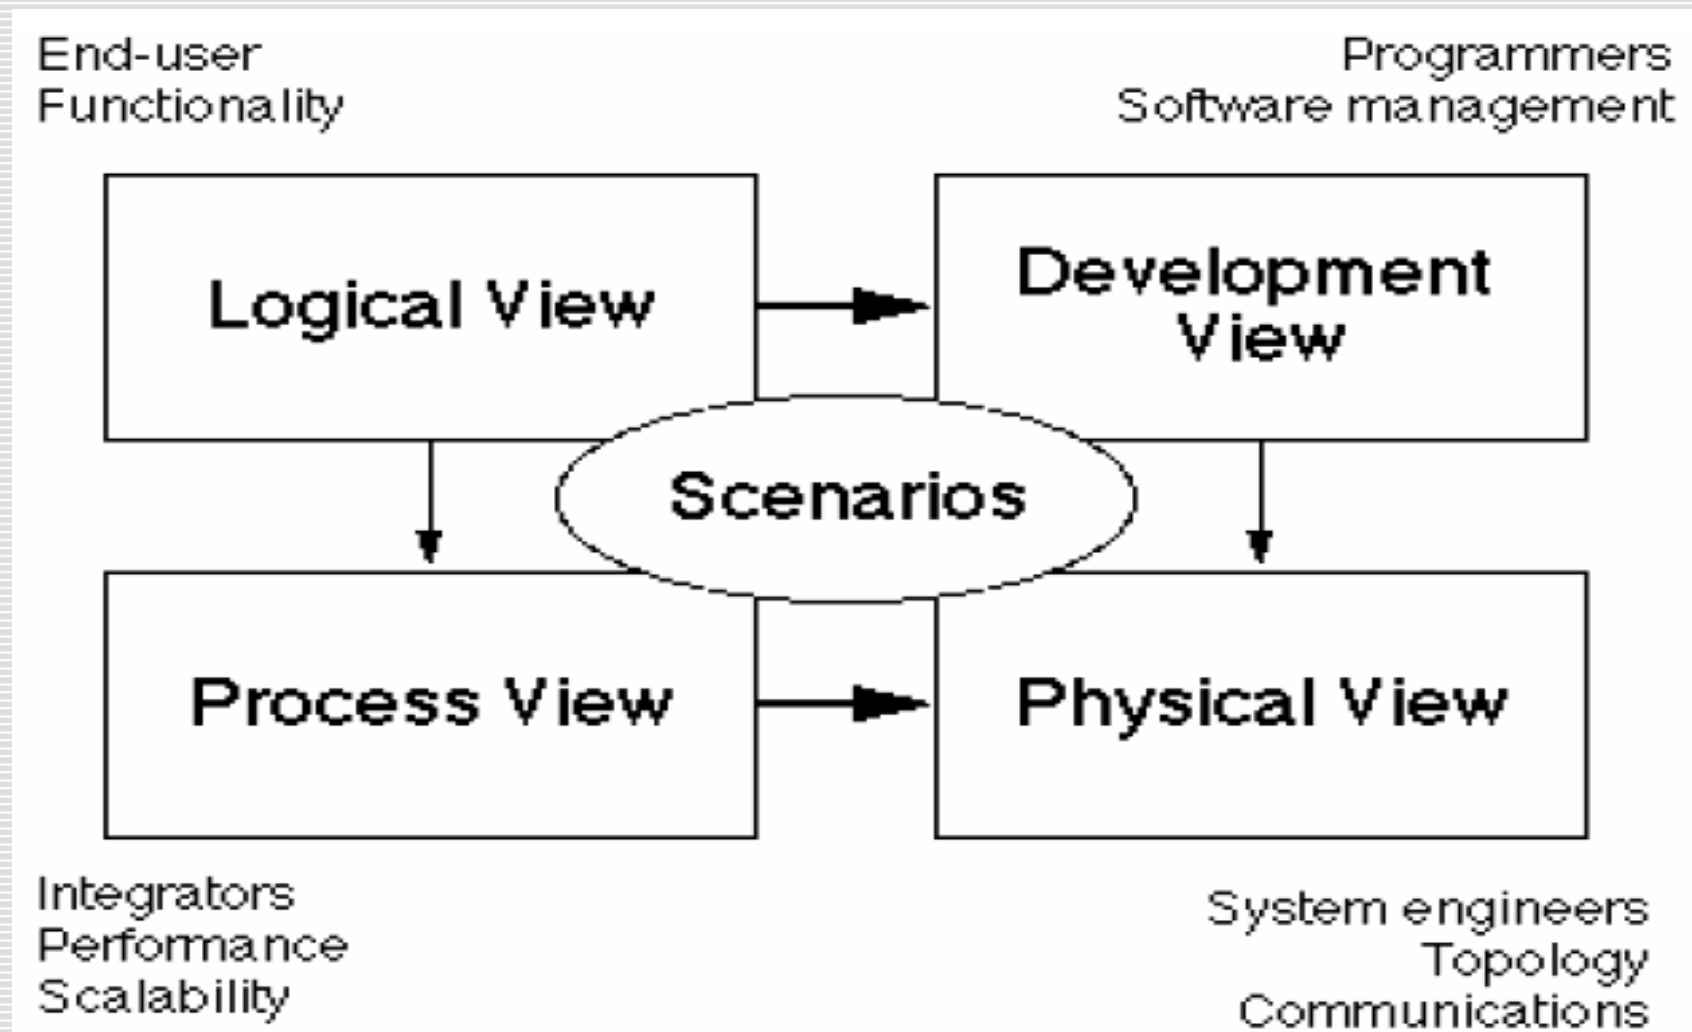 End-user
Functionality
Programmers
Software management
Logical View
Development
View
Scenarios
Process View
Physical View
Integrators
Performance
Scalability
System engineers
Topology
Communications